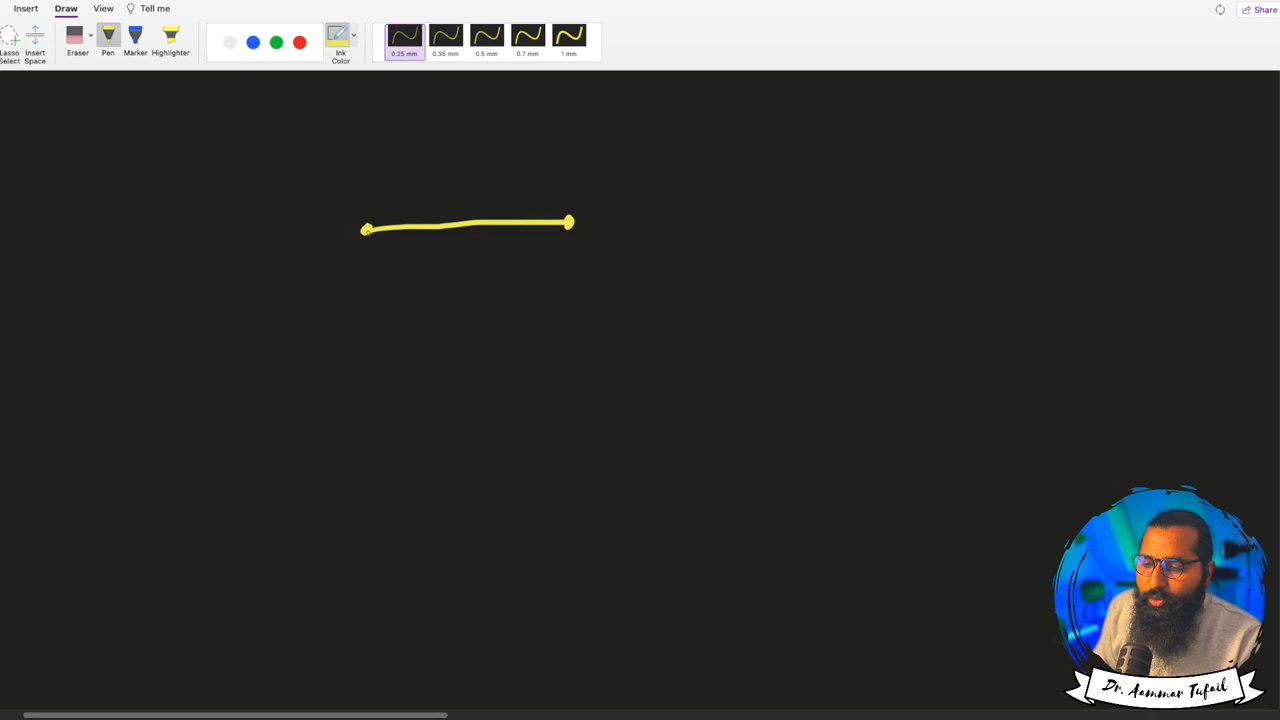 Insert Draw View Tell me Share
Lasso Select
Insert Space
Eraser
Pen
Marker
Highlighter
Ink Color
0.25 mm 0.35 mm 0.5 mm 0.7 mm 1 mm
Dr. Aammar Tufail